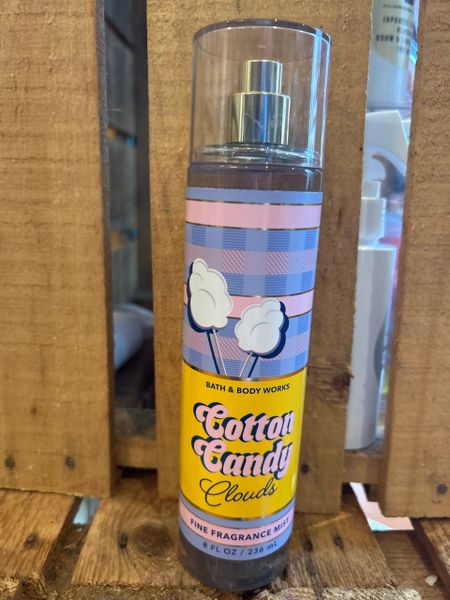 BATH & BODY WORKS
Cotton
Candy
Clouds
FINE FRAGRANCE MIST
8 FL OZ / 236 mL